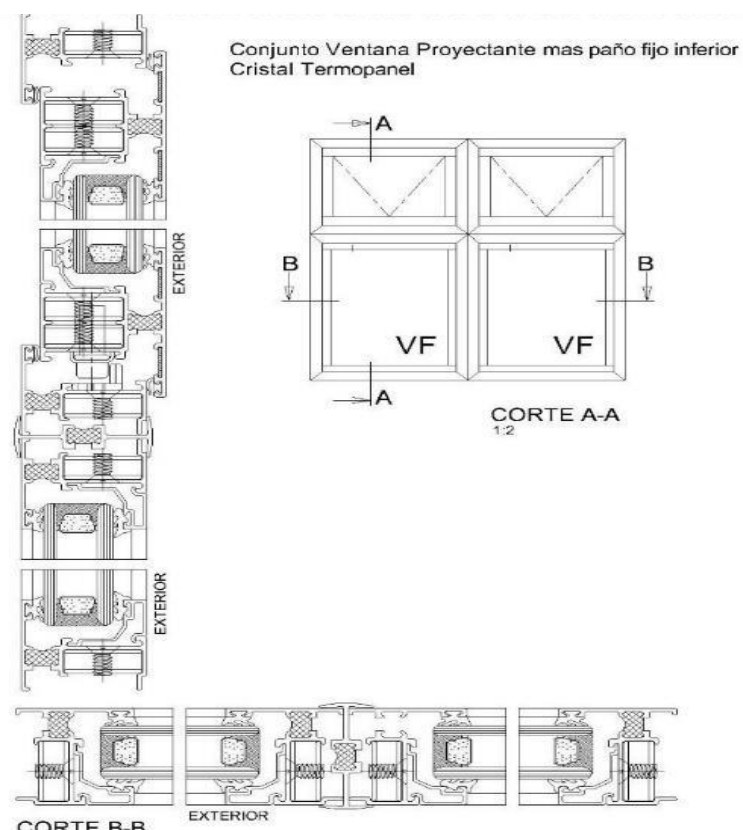 Conjunto Ventana Proyectante mas paño fijo inferior
Cristal Termopanel
A
B
B
VF
VF
A
CORTE A-A
1:2
EXTERIOR
EXTERIOR
EXTERIOR
CORTE B-B